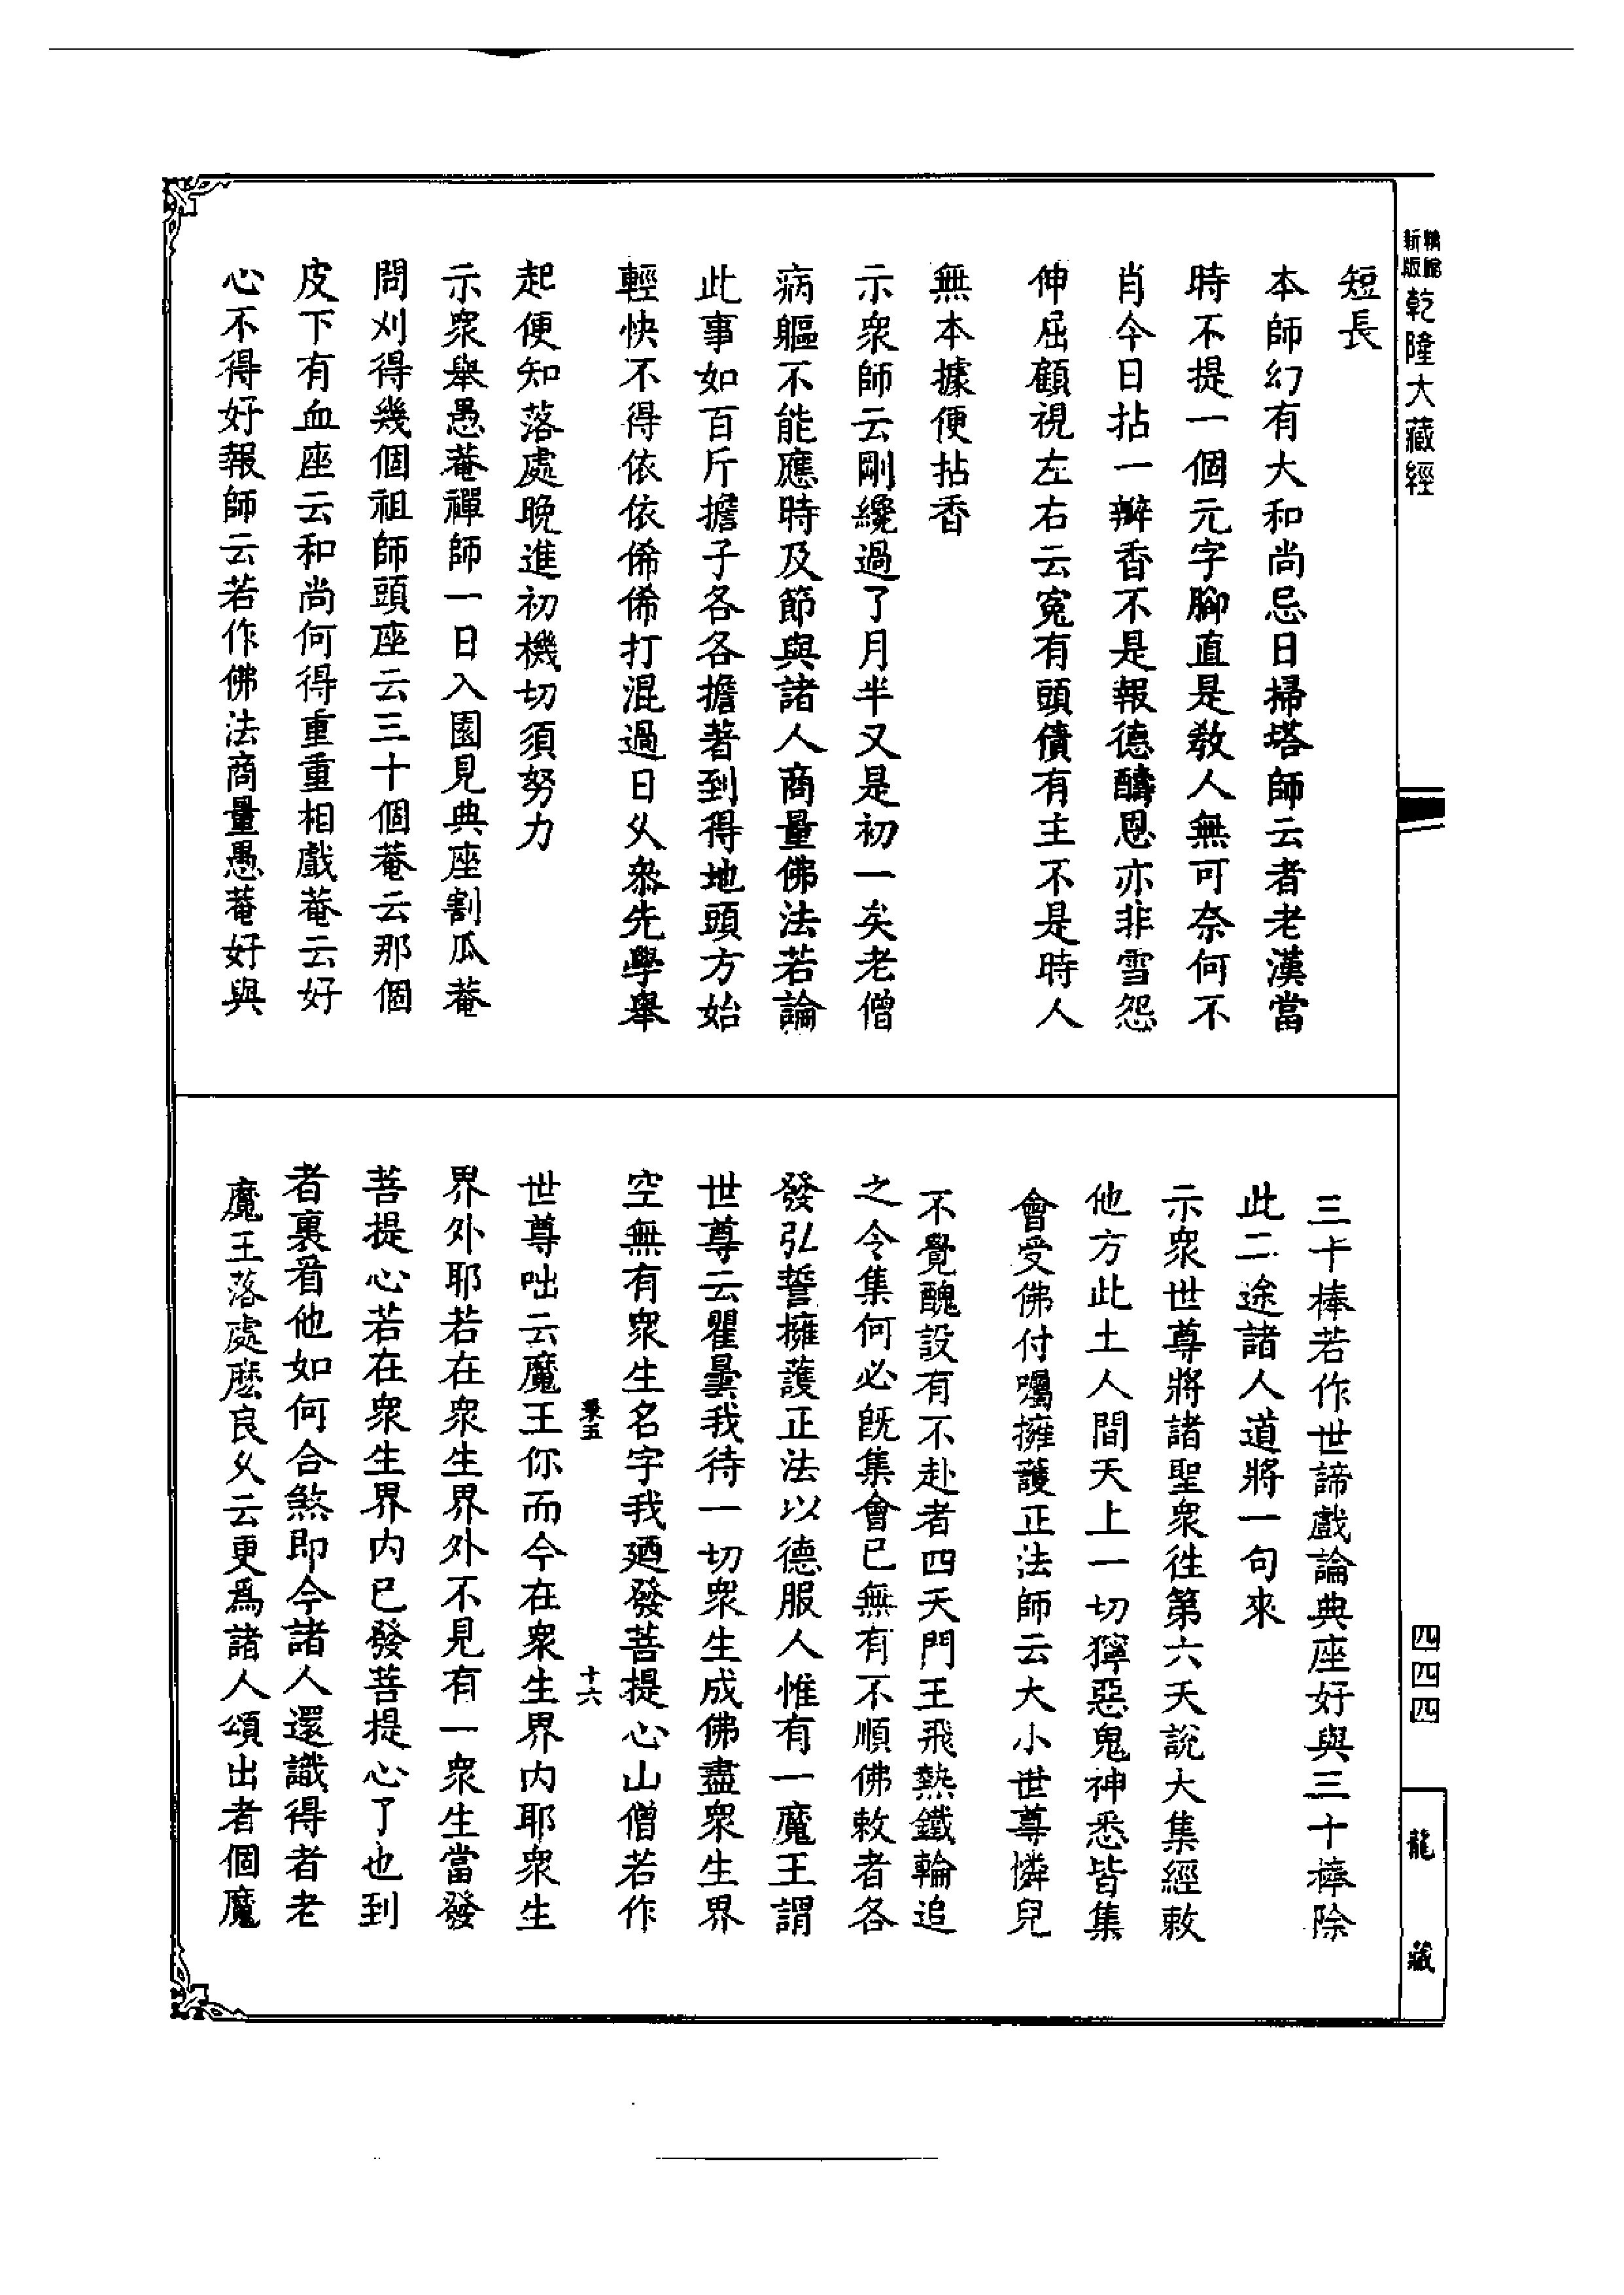 新版
精縮
乾隆大藏經
短長
本師幻有大和尚忌日掃塔師云者老漢當
時不提一個元字腳直是教人無可奈何不
肖今日拈一瓣香不是報德酬恩亦非雪怨
伸屈顧視左右云寃有頭債有主不是時人
無本據便拈香
示衆師云剛纔過了月半又是初一矣老僧
病軀不能應時及節與諸人商量佛法若論
此事如百斤擔子各各擔著到得地頭方始
輕快不得依依俙俙打混過日久叅先學舉
起便知落處晚進初機切須努力
示衆舉愚菴禪師一日入園見典座割瓜菴
問刈得幾個祖師頭座云三十個菴云那個
皮下有血座云和尚何得重重相戲菴云好
心不得好報師云若作佛法商量愚菴好與
三十棒若作世諦戲論典座好與三十棒除
此二途諸人道將一句來
示衆世尊將諸聖衆往第六天說大集經敕
他方此土人間天上一切獰惡鬼神悉皆集
會受佛付囑擁護正法師云大小世尊憐兒
不覺醜設有不赴者四天門王飛熱鐵輪追
之令集何必既集會已無有不順佛敕者各
發弘誓擁護正法以德服人惟有一魔王謂
世尊云瞿曇我待一切衆生成佛盡衆生界
空無有衆生名字我廼發菩提心山僧若作
十六
世尊咄云魔王你而今在衆生界內耶衆生
界外耶若在衆生界外不見有一衆生當發
菩提心若在衆生界內已發菩提心了也到
者裏看他如何合煞即今諸人還識得者老
魔王落處麽良久云更爲諸人頌出者個魔
四四四
龍藏